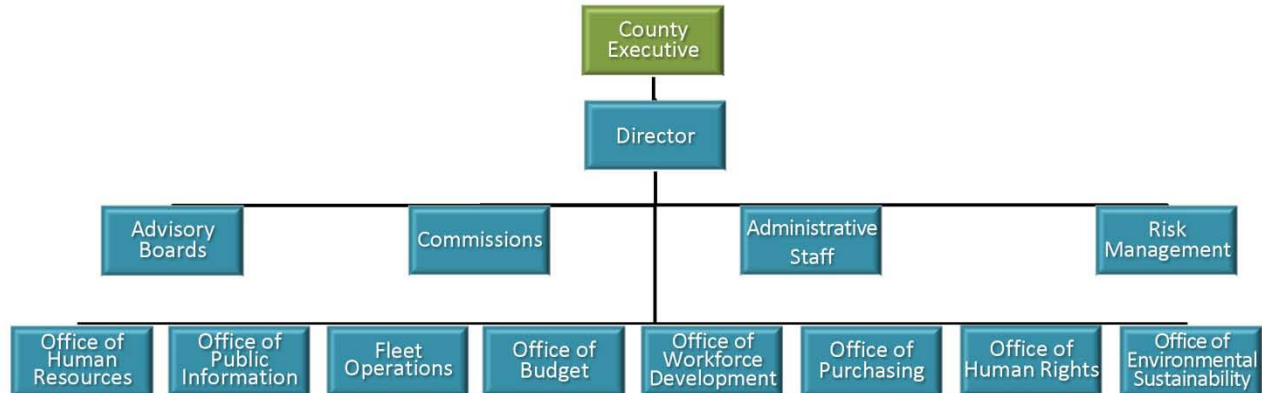 County
Executive
Director
Advisory
Boards
Commissions
Administrative
Staff
Risk
Management
Office of
Human
Resources
Office of
Public
Information
Fleet
Operations
Office of
Budget
Office of
Workforce
Development
Office of
Purchasing
Office of
Human Rights
Office of
Environmental
Sustainability